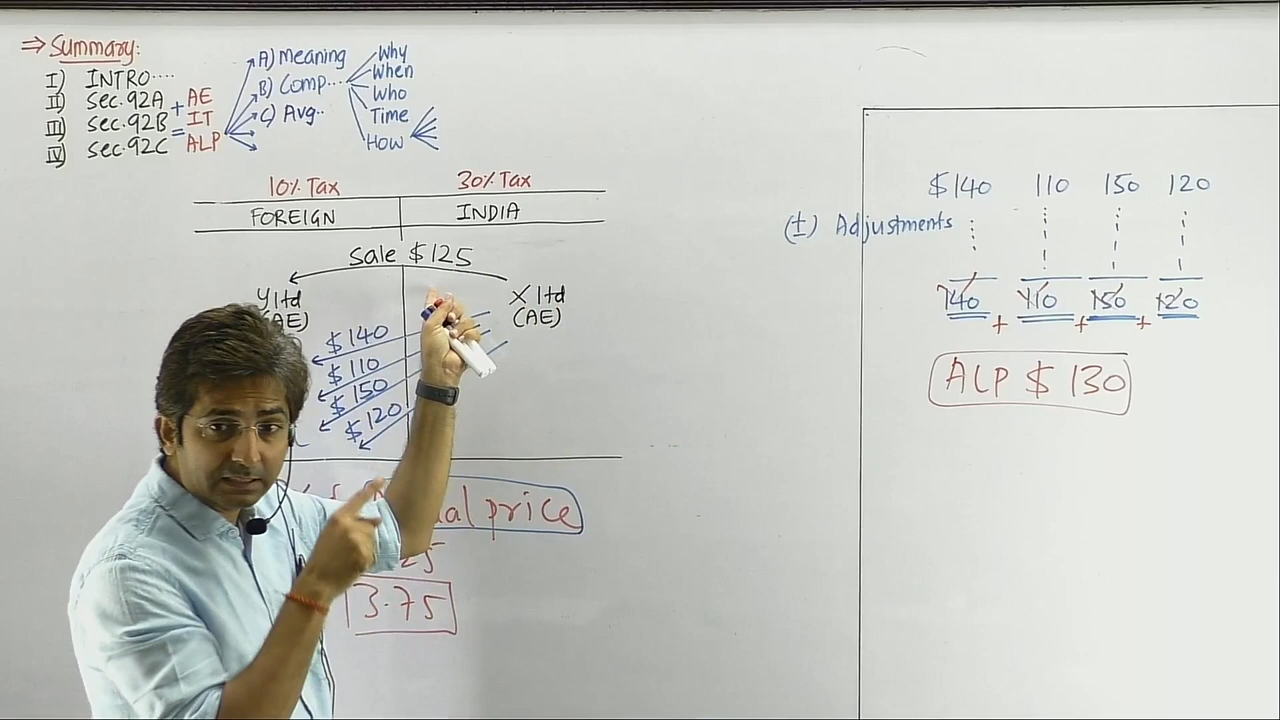 ⇒ Summary:
I) INTRO....
II) Sec.92A + AE
III) Sec.92B = IT
IV) Sec.92C ALP
A) Meaning
B) Comp....
C) Avg..
Why
When
Who
Time
How
10% Tax 30% Tax
FOREIGN INDIA
Sale $125
Y ltd X ltd
(AE) (AE)
$140
$110
$150
$120
price
3.75
$140 110 150 120
(±) Adjustments
140 + 110 + 150 + 120
ALP $ 130